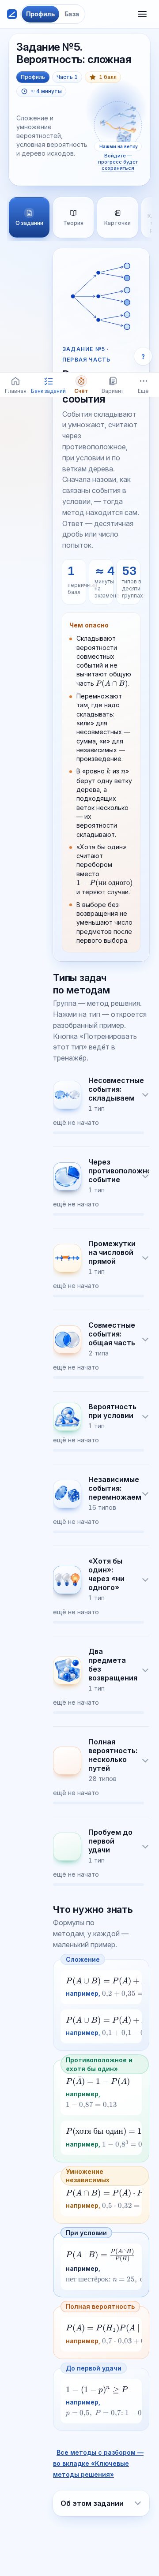 Профиль База
Задание №5.
Вероятность: сложная
Профиль Часть 1 1 балл
≈ 4 минуты
Сложение и
умножение
вероятностей,
условная вероятность
и дерево исходов.
Нажми на ветку
Войдите —
прогресс будет
сохраняться
О задании Теория Карточки
ЗАДАНИЕ №5 ·
ПЕРВАЯ ЧАСТЬ
?
Главная Банк заданий Счёт Вариант Ещё
события
События складывают
и умножают, считают
через
противоположное,
при условии и по
веткам дерева.
Сначала назови, как
связаны события в
условии, — тогда
метод находится сам.
Ответ — десятичная
дробь или число
попыток.
1 ≈ 4 53
балл
минуты
на
типов в
десяти
группах
Чем опасно
Складывают
вероятности
совместных
событий и не
вычитают общую
часть P(A ∩ B).
Перемножают
там, где надо
складывать:
«или» для
несовместных —
сумма, «и» для
независимых —
произведение.
В «ровно k из n»
берут одну ветку
дерева, а
подходящих
веток несколько
— их
вероятности
складывают.
«Хотя бы один»
считают
перебором
вместо
1 − P(ни одного)
и теряют случаи.
В выборе без
возвращения не
уменьшают число
предметов после
первого выбора.
Типы задач
по методам
Группа — метод решения.
Нажми на тип — откроется
разобранный пример.
Кнопка «Потренировать
этот тип» ведёт в
тренажёр.
Несовместные
события:
складываем
1 тип
ещё не начато
Через
противоположное
событие
1 тип
ещё не начато
Промежутки
на числовой
прямой
1 тип
ещё не начато
Совместные
события:
общая часть
2 типа
ещё не начато
Вероятность
при условии
1 тип
ещё не начато
Независимые
события:
перемножаем
16 типов
ещё не начато
«Хотя бы
один»:
через «ни
одного»
1 тип
ещё не начато
Два
предмета
без
возвращения
1 тип
ещё не начато
Полная
вероятность:
несколько
путей
28 типов
ещё не начато
Пробуем до
первой
удачи
1 тип
ещё не начато
Что нужно знать
Формулы по
методам, у каждой —
маленький пример.
Сложение
P(A ∪ B) = P(A) +
например, 0,2 + 0,35 =
P(A ∪ B) = P(A) +
например, 0,1 + 0,1 −
Противоположное и
«хотя бы один»
P(Ā) = 1 − P(A)
например,
1 − 0,87 = 0,13
P(хотя бы один) = 1
например, 1 − 0,8³ =
Умножение
независимых
P(A ∩ B) = P(A) ·
например, 0,5 · 0,32 =
При условии
P(A | B) = P(A∩B)/P(B)
например,
нет шестёрок: n = 25,
Полная вероятность
P(A) = P(H₁)P(A |
например, 0,7 · 0,03 +
До первой удачи
1 − (1 − p)ⁿ ≥ P
например,
p = 0,5, P = 0,7: 1 −
Все методы с разбором —
во вкладке «Ключевые
методы решения»
Об этом задании